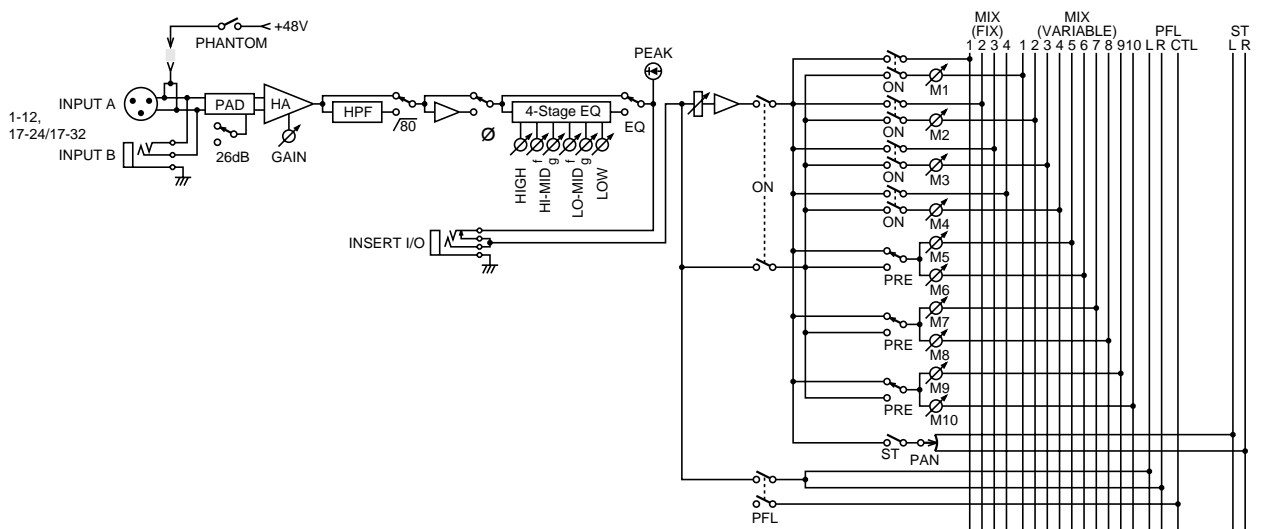 +48V
PHANTOM
PEAK
MIX
(FIX)
MIX
(VARIABLE)
PFL
ST
1 2 3 4
1 2 3 4 5 6 7 8 9 10
L R CTL
L R
1-12,
17-24/17-32
INPUT A
INPUT B
PAD
26dB
HA
GAIN
HPF
80
Ø
4-Stage EQ
EQ
HIGH
HI-MID
f
g
LO-MID
f
g
LOW
INSERT I/O
ON
ON
M1
ON
M2
ON
M3
ON
M4
M5
PRE
M6
M7
PRE
M8
M9
PRE
M10
ST
PAN
PFL